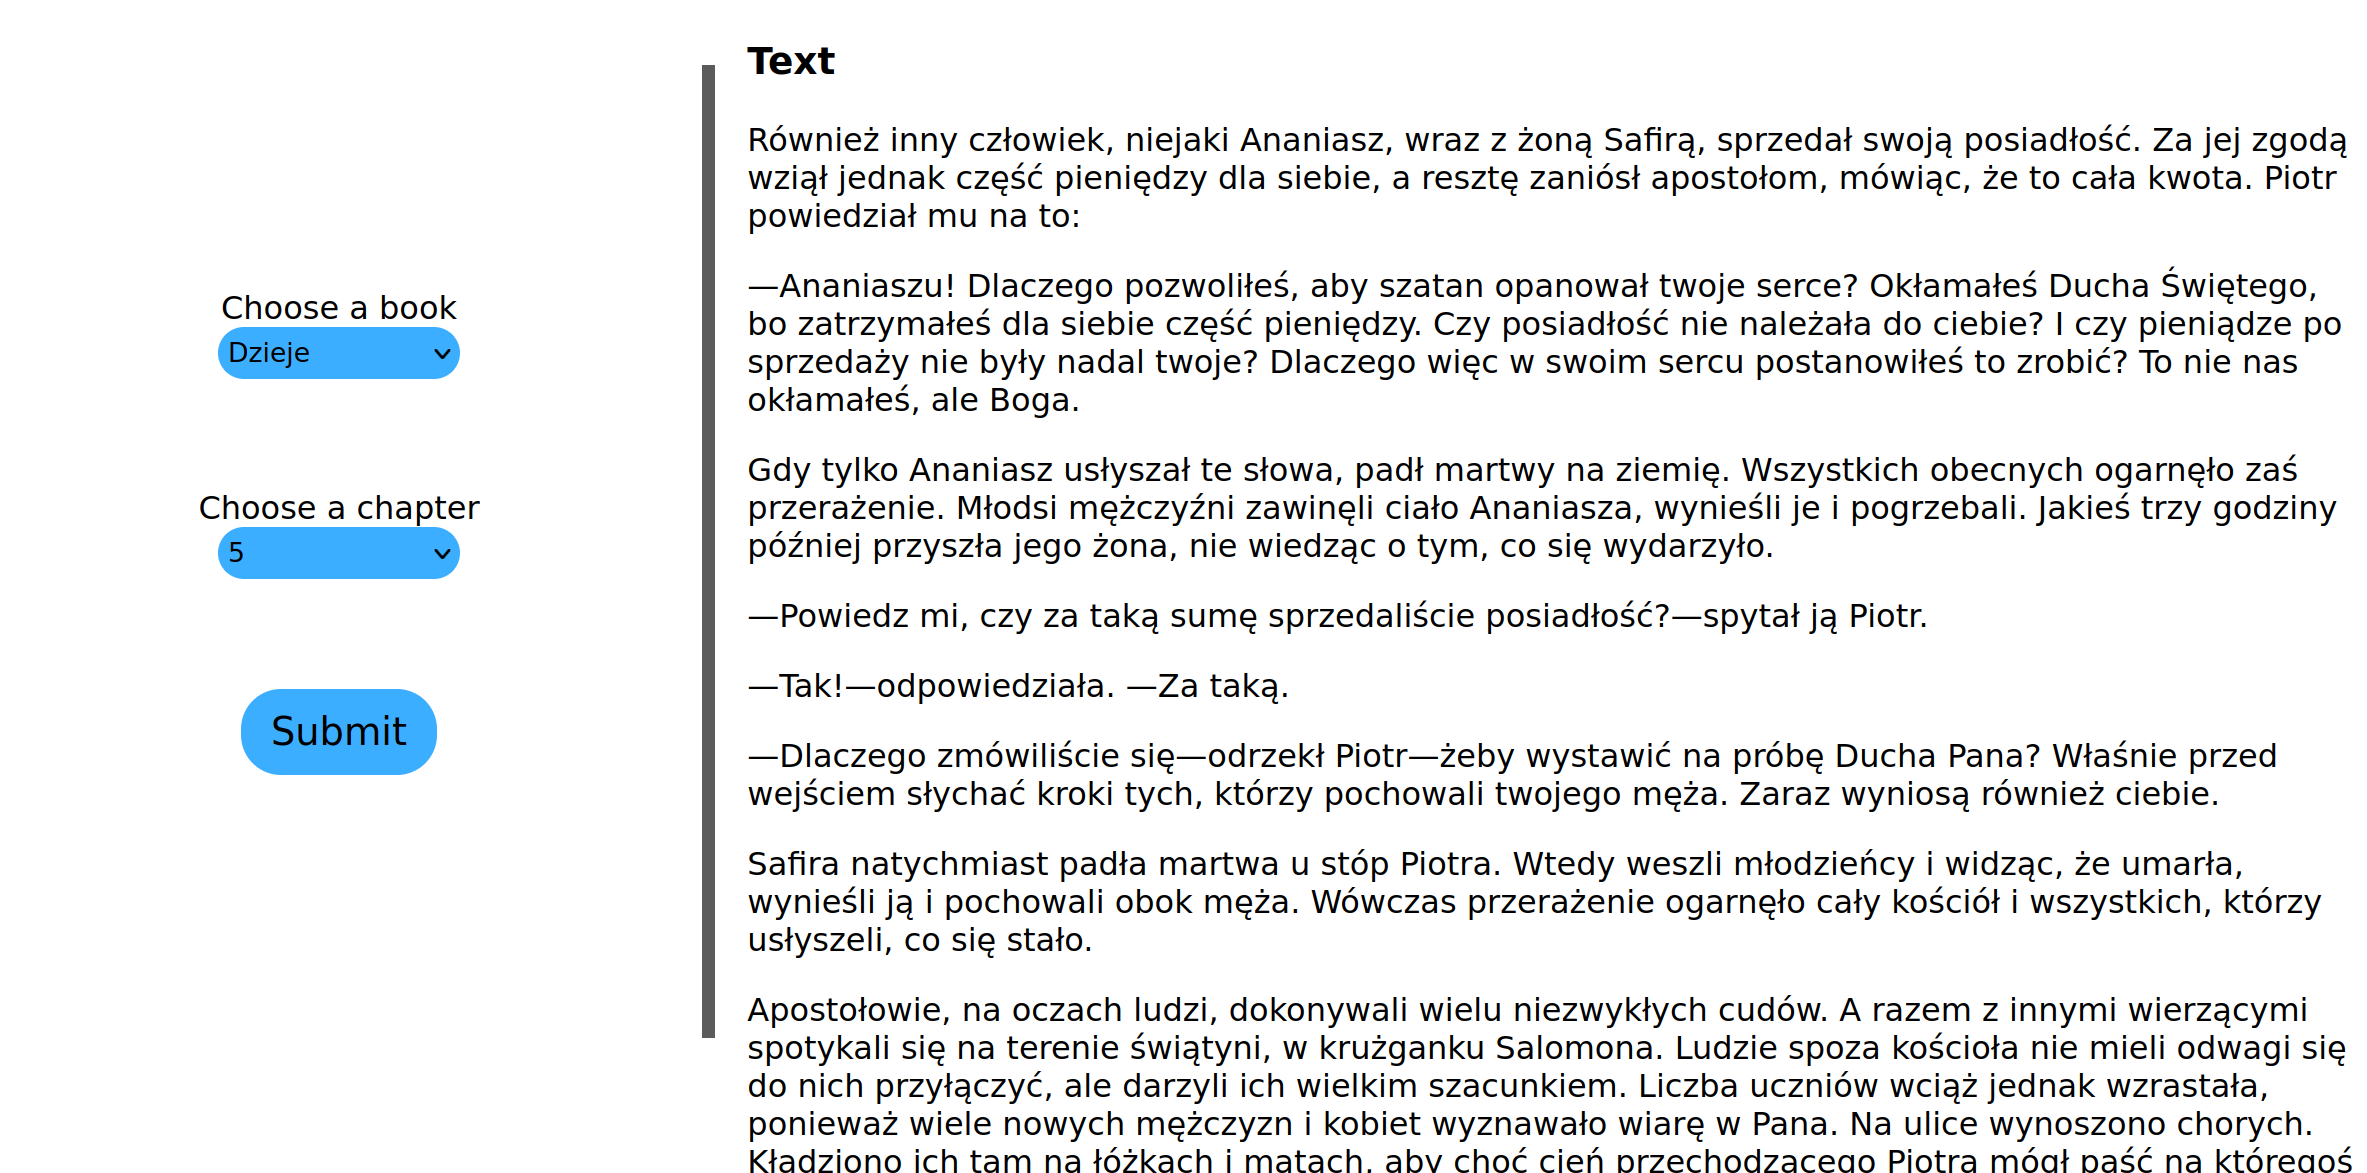 Choose a book
Dzieje
Choose a chapter
5
Submit
Text
Również inny człowiek, niejaki Ananiasz, wraz z żoną Safirą, sprzedał swoją posiadłość. Za jej zgodą
wziął jednak część pieniędzy dla siebie, a resztę zaniósł apostołom, mówiąc, że to cała kwota. Piotr
powiedział mu na to:
—Ananiaszu! Dlaczego pozwoliłeś, aby szatan opanował twoje serce? Okłamałeś Ducha Świętego,
bo zatrzymałeś dla siebie część pieniędzy. Czy posiadłość nie należała do ciebie? I czy pieniądze po
sprzedaży nie były nadal twoje? Dlaczego więc w swoim sercu postanowiłeś to zrobić? To nie nas
okłamałeś, ale Boga.
Gdy tylko Ananiasz usłyszał te słowa, padł martwy na ziemię. Wszystkich obecnych ogarnęło zaś
przerażenie. Młodsi mężczyźni zawinęli ciało Ananiasza, wynieśli je i pogrzebali. Jakieś trzy godziny
później przyszła jego żona, nie wiedząc o tym, co się wydarzyło.
—Powiedz mi, czy za taką sumę sprzedaliście posiadłość?—spytał ją Piotr.
—Tak!—odpowiedziała. —Za taką.
—Dlaczego zmówiliście się—odrzekł Piotr—żeby wystawić na próbę Ducha Pana? Właśnie przed
wejściem słychać kroki tych, którzy pochowali twojego męża. Zaraz wyniosą również ciebie.
Safira natychmiast padła martwa u stóp Piotra. Wtedy weszli młodzieńcy i widząc, że umarła,
wynieśli ją i pochowali obok męża. Wówczas przerażenie ogarnęło cały kościół i wszystkich, którzy
usłyszeli, co się stało.
Apostołowie, na oczach ludzi, dokonywali wielu niezwykłych cudów. A razem z innymi wierzącymi
spotykali się na terenie świątyni, w krużganku Salomona. Ludzie spoza kościoła nie mieli odwagi się
do nich przyłączyć, ale darzyli ich wielkim szacunkiem. Liczba uczniów wciąż jednak wzrastała,
ponieważ wiele nowych mężczyzn i kobiet wyznawało wiarę w Pana. Na ulice wynoszono chorych.
Kładziono ich tam na łóżkach i matach, aby choć cień przechodzącego Piotra mógł paść na któregoś